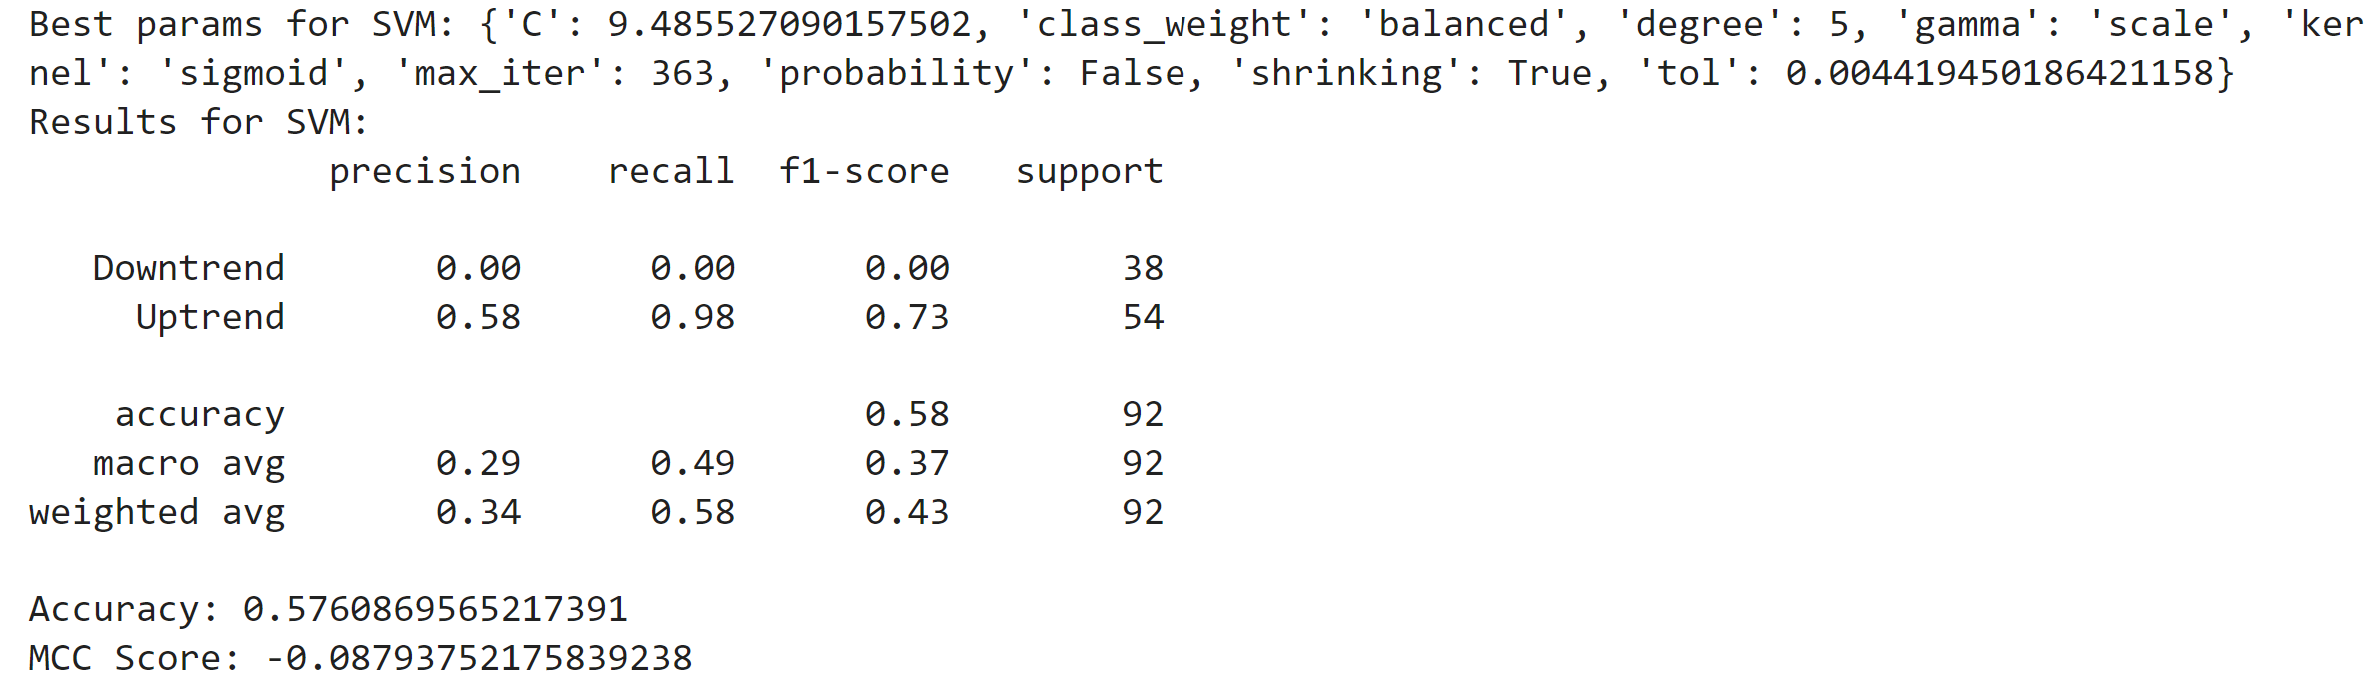 Best params for SVM: {'C': 9.485527090157502, 'class_weight': 'balanced', 'degree': 5, 'gamma': 'scale', 'ker
nel': 'sigmoid', 'max_iter': 363, 'probability': False, 'shrinking': True, 'tol': 0.004419450186421158}
Results for SVM:
precision recall f1-score support
Downtrend 0.00 0.00 0.00 38
Uptrend 0.58 0.98 0.73 54
accuracy 0.58 92
macro avg 0.29 0.49 0.37 92
weighted avg 0.34 0.58 0.43 92
Accuracy: 0.5760869565217391
MCC Score: -0.08793752175839238